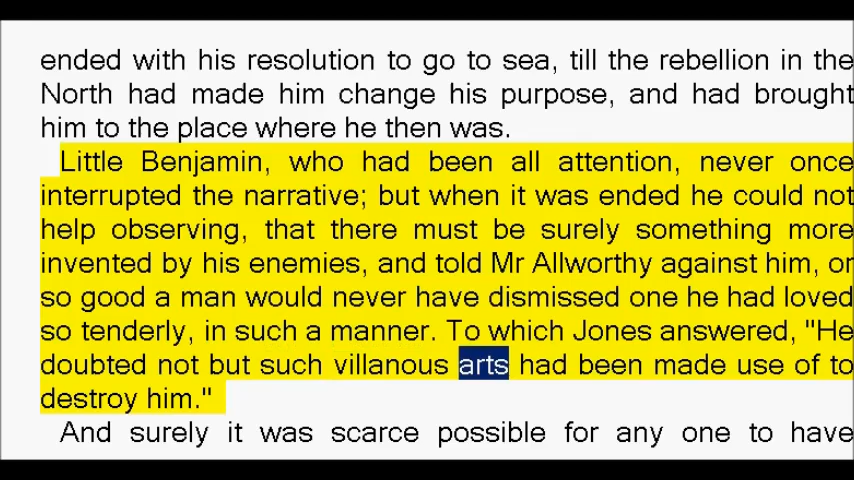 ended with his resolution to go to sea, till the rebellion in the
North had made him change his purpose, and had brought
him to the place where he then was.
Little Benjamin, who had been all attention, never once
interrupted the narrative; but when it was ended he could not
help observing, that there must be surely something more
invented by his enemies, and told Mr Allworthy against him, or
so good a man would never have dismissed one he had loved
so tenderly, in such a manner. To which Jones answered, "He
doubted not but such villanous arts had been made use of to
destroy him."
And surely it was scarce possible for any one to have